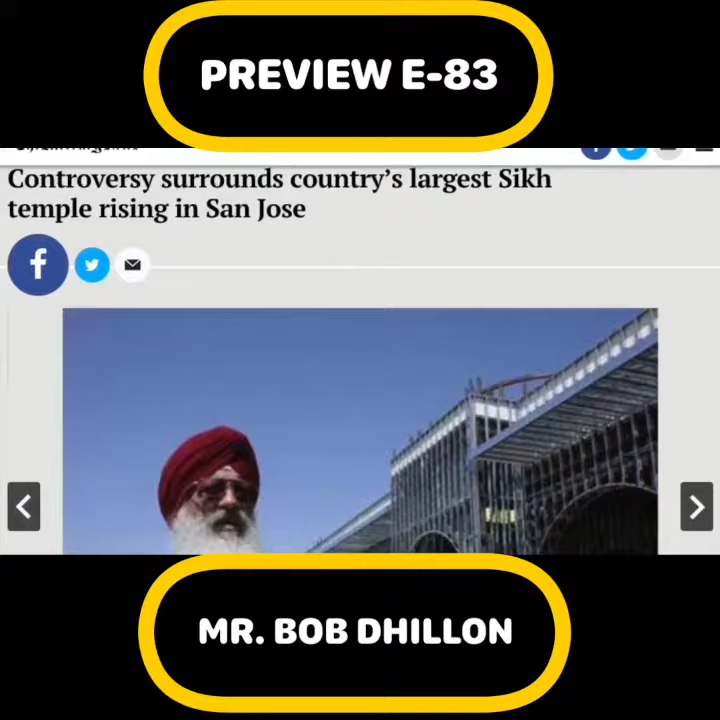 PREVIEW E-83
Controversy surrounds country’s largest Sikh
temple rising in San Jose
MR. BOB DHILLON